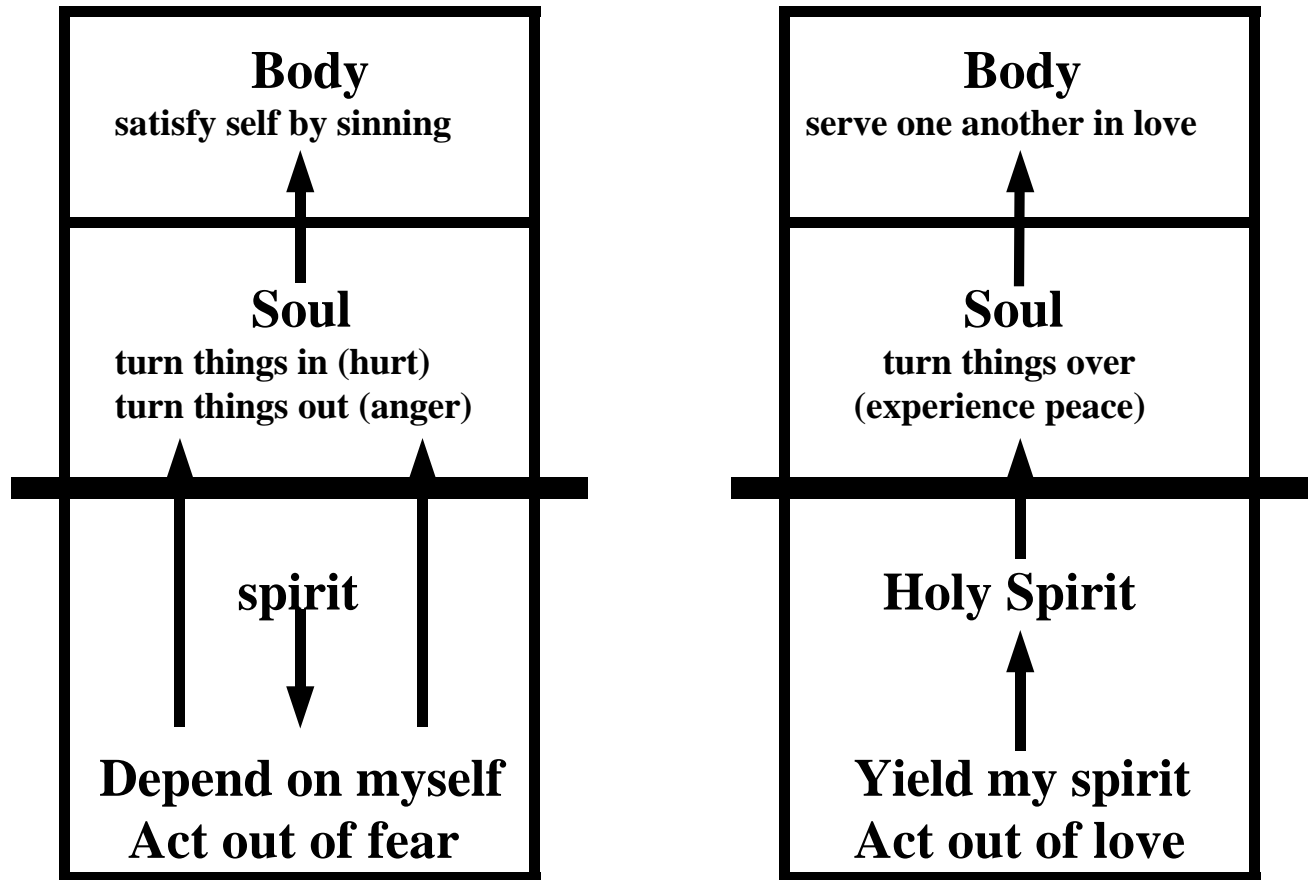 Body
satisfy self by sinning
Soul
turn things in (hurt)
turn things out (anger)
spirit
Depend on myself
Act out of fear
Body
serve one another in love
Soul
turn things over
(experience peace)
Holy Spirit
Yield my spirit
Act out of love